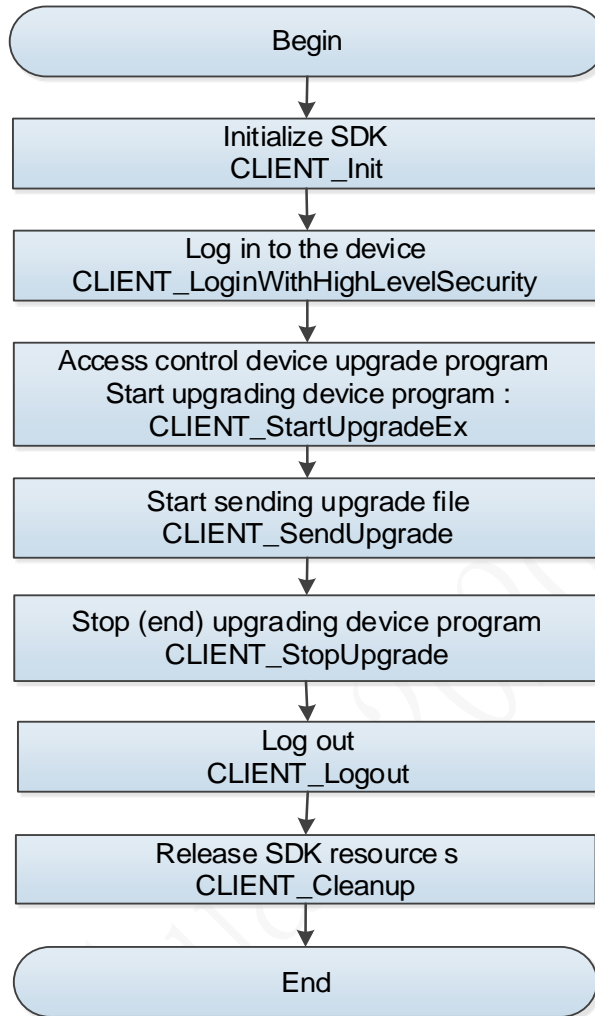 Begin
Initialize SDK
CLIENT_Init
Log in to the device
CLIENT_LoginWithHighLevelSecurity
Access control device upgrade program
Start upgrading device program :
CLIENT_StartUpgradeEx
Start sending upgrade file
CLIENT_SendUpgrade
Stop (end) upgrading device program
CLIENT_StopUpgrade
Log out
CLIENT_Logout
Release SDK resource s
CLIENT_Cleanup
End